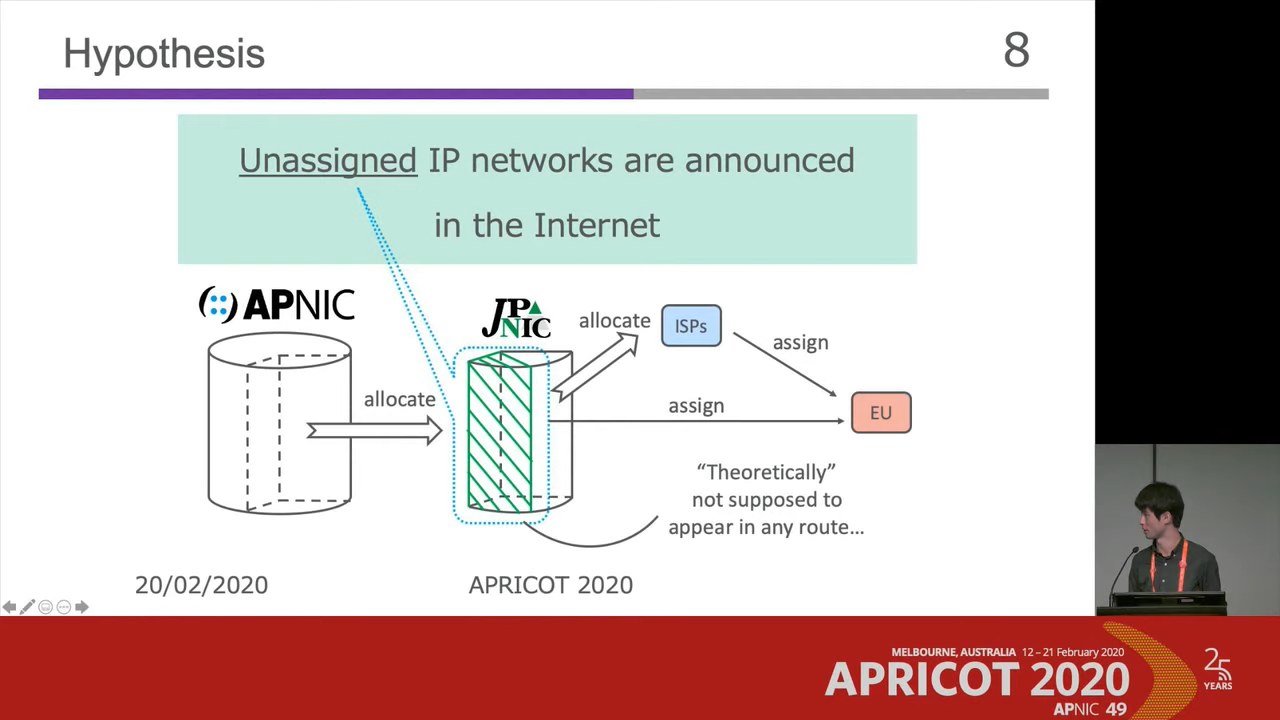 Hypothesis
8
Unassigned IP networks are announced
in the Internet
APNIC
JPNIC
allocate
ISPs
assign
allocate
assign
EU
“Theoretically”
not supposed to
appear in any route…
20/02/2020
APRICOT 2020
MELBOURNE, AUSTRALIA 12 – 21 February 2020
APRICOT 2020
APNIC 49
25
YEARS